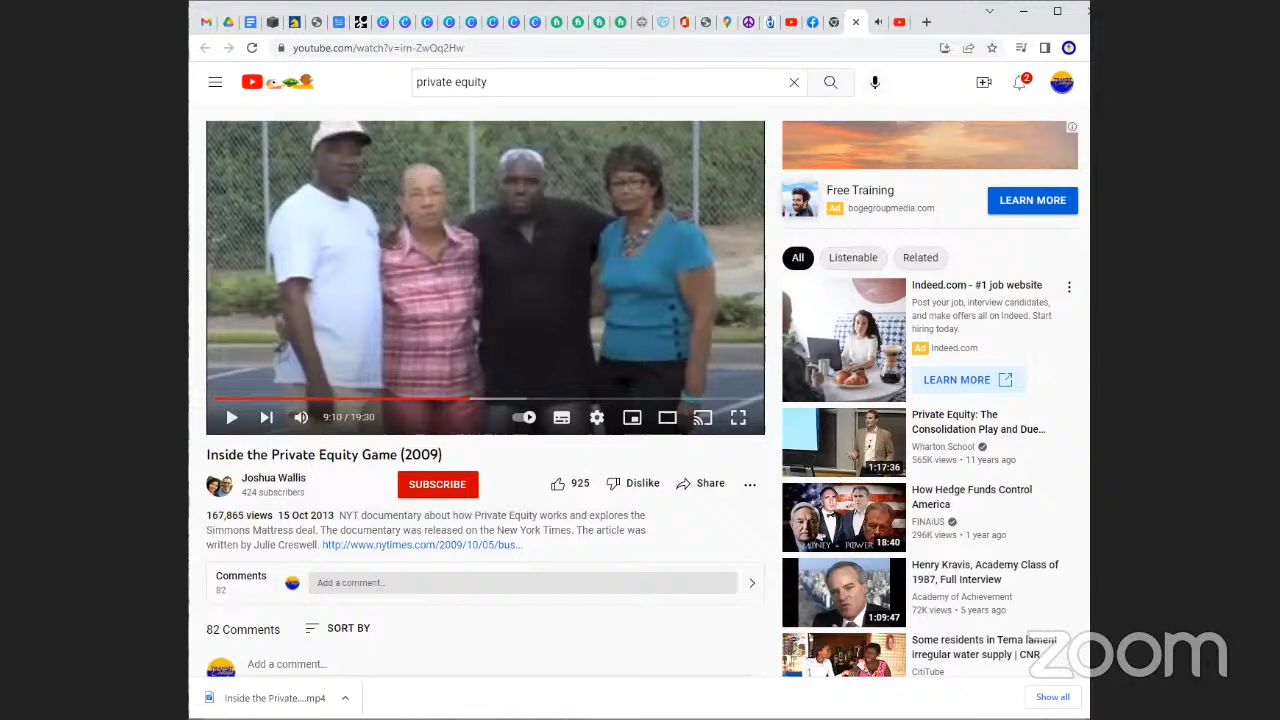 youtube.com/watch?v=irn-ZwQq2Hw
private equity
2
9:10 / 19:30
Inside the Private Equity Game (2009)
Joshua Wallis
424 subscribers
SUBSCRIBE
925
Dislike
Share
167,865 views 15 Oct 2013 NYT documentary about how Private Equity works and explores the
Simmons Mattress deal. The documentary was released on the New York Times. The article was
written by Julie Creswell. http://www.nytimes.com/2009/10/05/bus...
Comments
82
Add a comment...
82 Comments
SORT BY
Add a comment...
Free Training
Ad bogegroupmedia.com
LEARN MORE
All
Listenable
Related
Indeed.com - #1 job website
Post your job, interview candidates,
and make offers all on Indeed. Start
hiring today.
Ad Indeed.com
LEARN MORE
Private Equity: The
Consolidation Play and Due...
Wharton School
565K views • 11 years ago
1:17:36
How Hedge Funds Control
America
FINAiUS
296K views • 1 year ago
MONEY = POWER
18:40
Henry Kravis, Academy Class of
1987, Full Interview
Academy of Achievement
72K views • 5 years ago
1:09:47
Some residents in Tema lament
irregular water supply | CNR
CitiTube
zoom
Inside the Private....mp4
Show all